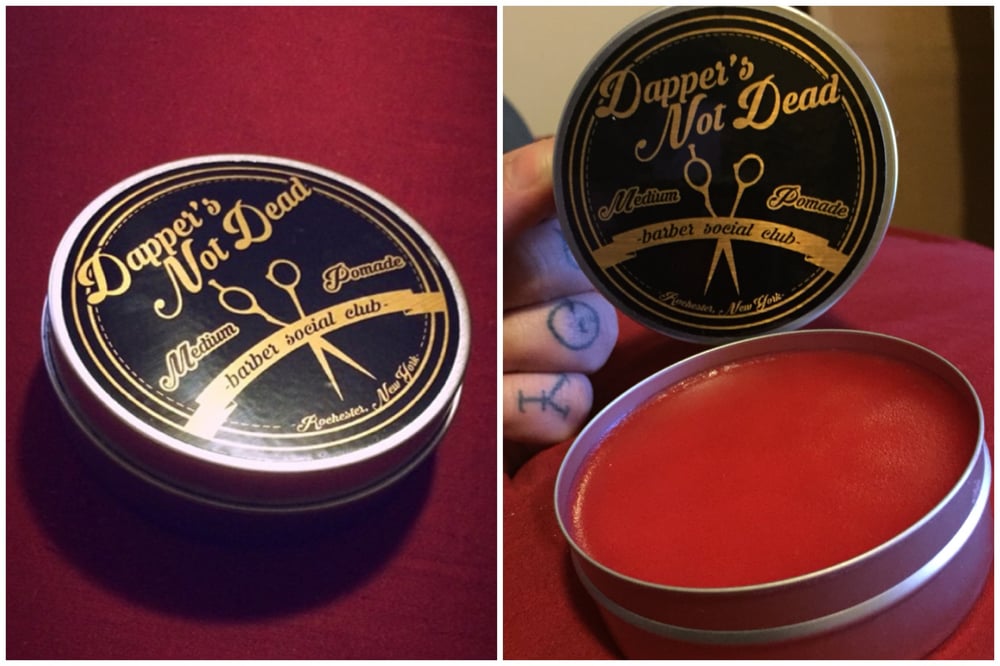 Dapper's
Not Dead
Medium
Pomade
-barber social club-
-Rochester, New York-
Dapper's
Not Dead
Medium
Pomade
-barber social club-
-Rochester, New York-